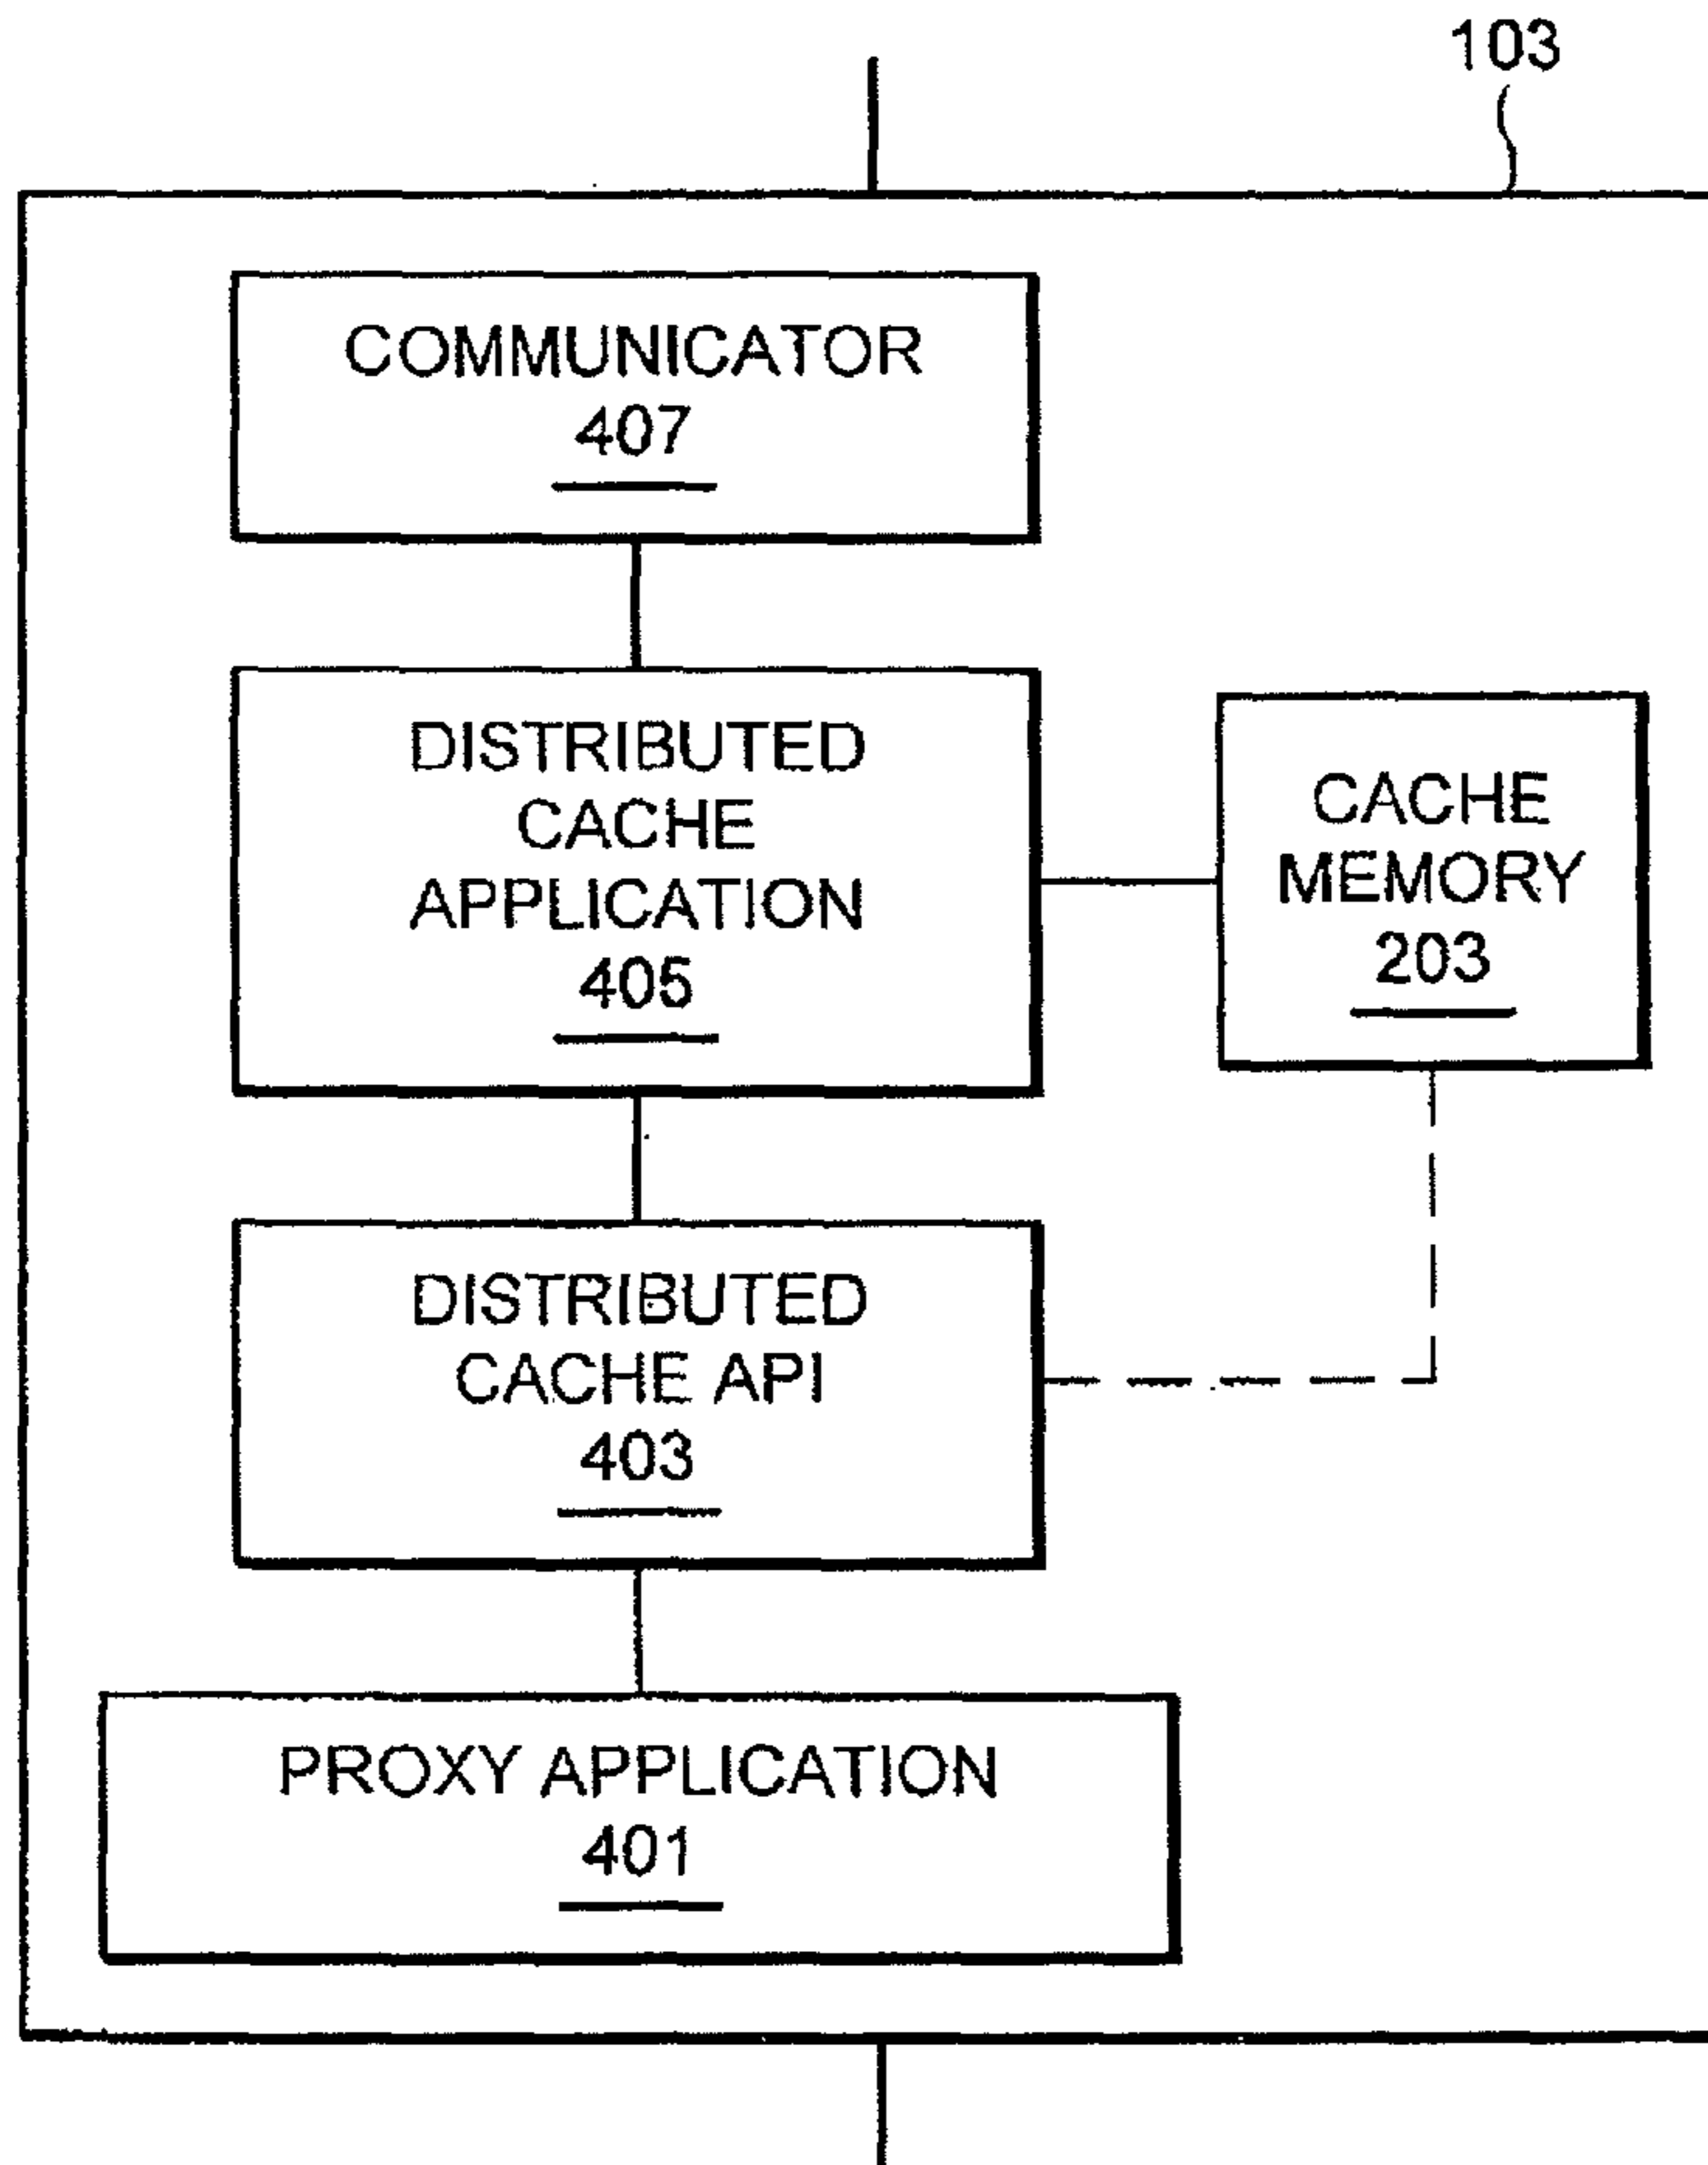 103
COMMUNICATOR
407
DISTRIBUTED
CACHE
APPLICATION
405
CACHE
MEMORY
203
DISTRIBUTED
CACHE API
403
PROXY APPLICATION
401